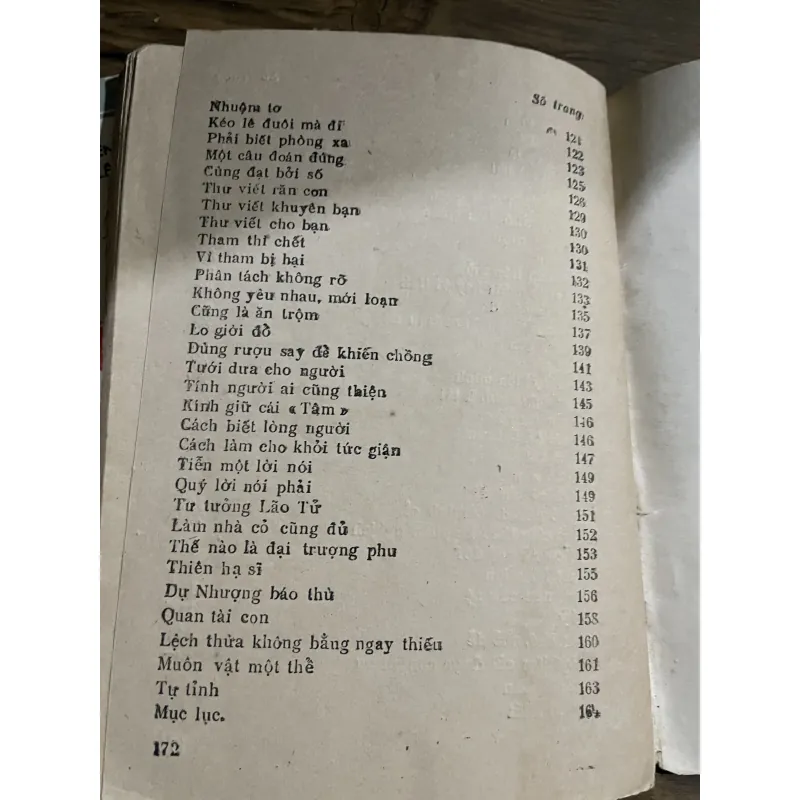 Số trang
Nhuộm tơ 121
Kéo lê đuôi mà đi 122
Phải biết phòng xa 123
Một câu đoán đúng 125
Cùng đạt bởi số 126
Thư viết răn con 129
Thư viết khuyên bạn 130
Thư viết cho bạn 130
Tham thì chết 131
Vì tham bị hại 132
Phân tách không rõ 133
Không yêu nhau, mới loạn 135
Cũng là ăn trộm 137
Lo giời đổ 139
Dùng rượu say để khiến chồng 141
Tưới dưa cho người 143
Tính người ai cũng thiện 145
Kính giữ cái « Tâm » 146
Cách biết lòng người 146
Cách làm cho khỏi tức giận 147
Tiễn một lời nói 149
Quý lời nói phải 149
Tư tưởng Lão Tử 151
Làm nhà cỏ cũng đủ 152
Thế nào là đại trượng phu 153
Thiên hạ sĩ 155
Dự Nhượng báo thù 156
Quan tài con 158
Lệch thừa không bằng ngay thiếu 160
Muôn vật một thể 161
Tự tỉnh 163
Mục lục. 164
172